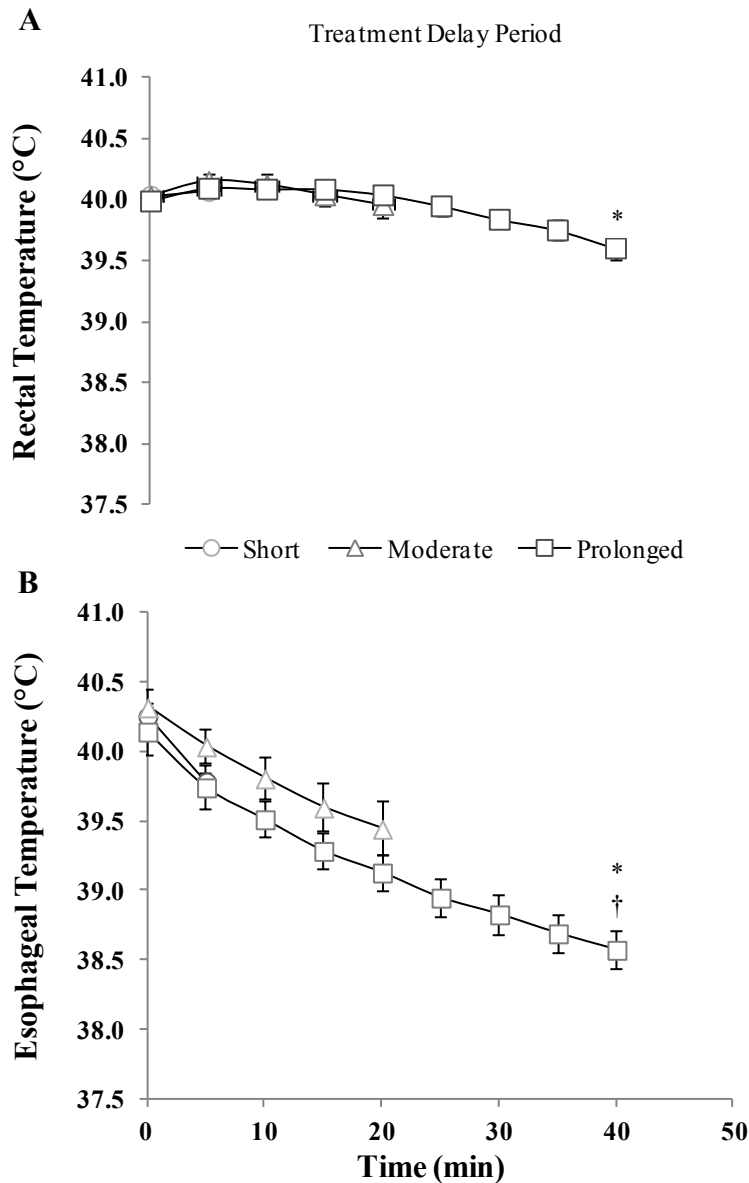 A
Treatment Delay Period
Rectal Temperature (°C)
41.0
40.5
40.0
39.5
39.0
38.5
38.0
37.5
*
Short Moderate Prolonged
B
Esophageal Temperature (°C)
41.0
40.5
40.0
39.5
39.0
38.5
38.0
37.5
*
†
0 10 20 30 40 50
Time (min)